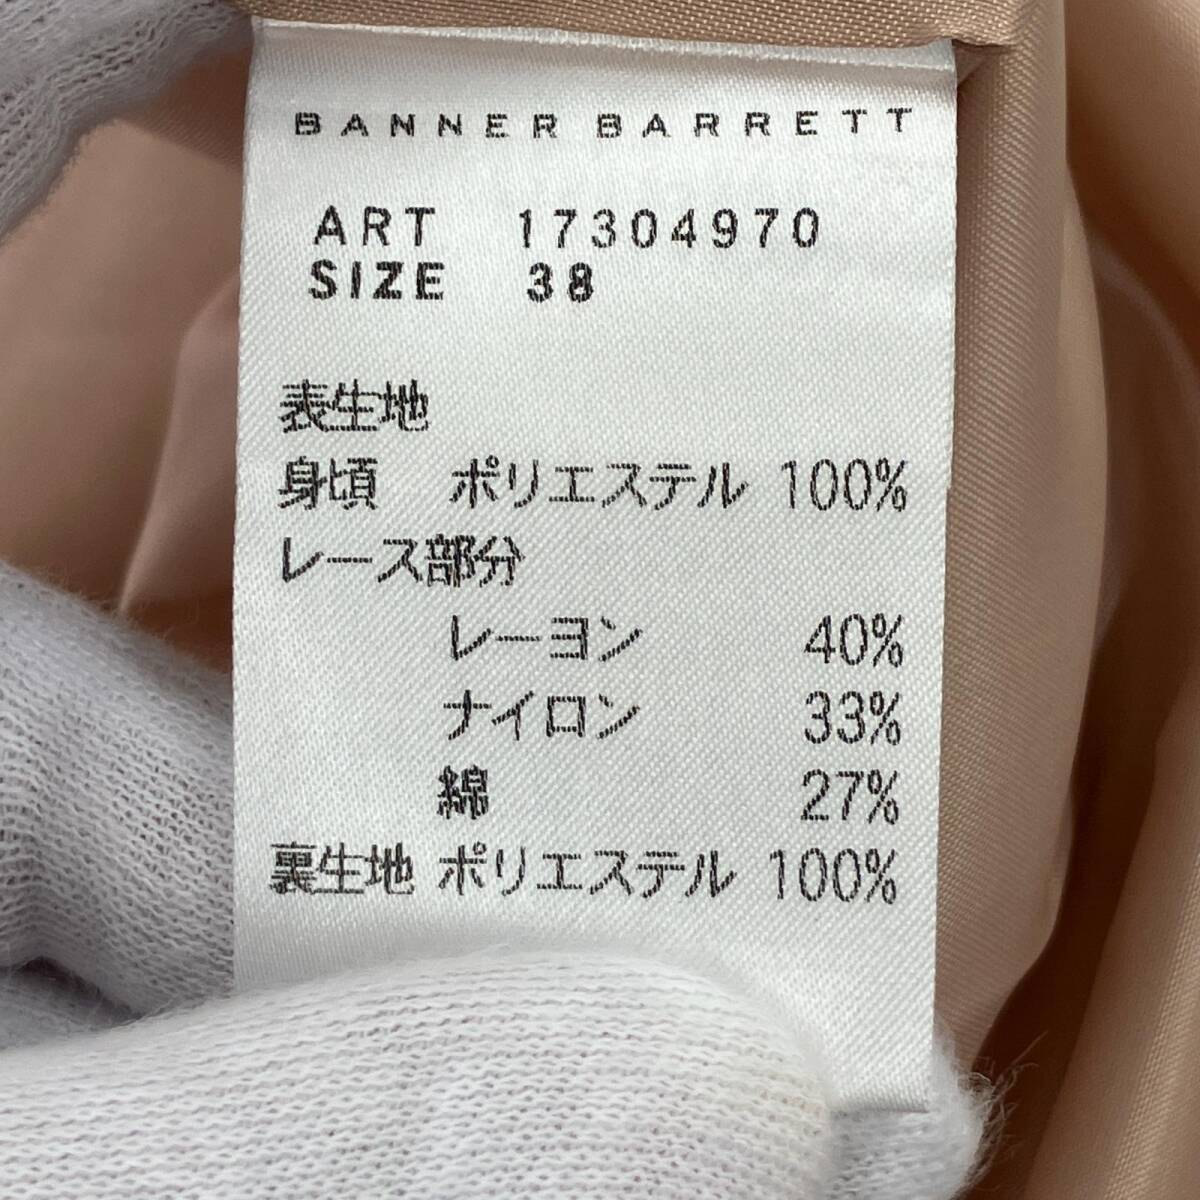 BANNER BARRETT
ART 17304970
SIZE 38
表生地
身頃 ポリエステル 100%
レース部分
レーヨン 40%
ナイロン 33%
綿 27%
裏生地 ポリエステル 100%